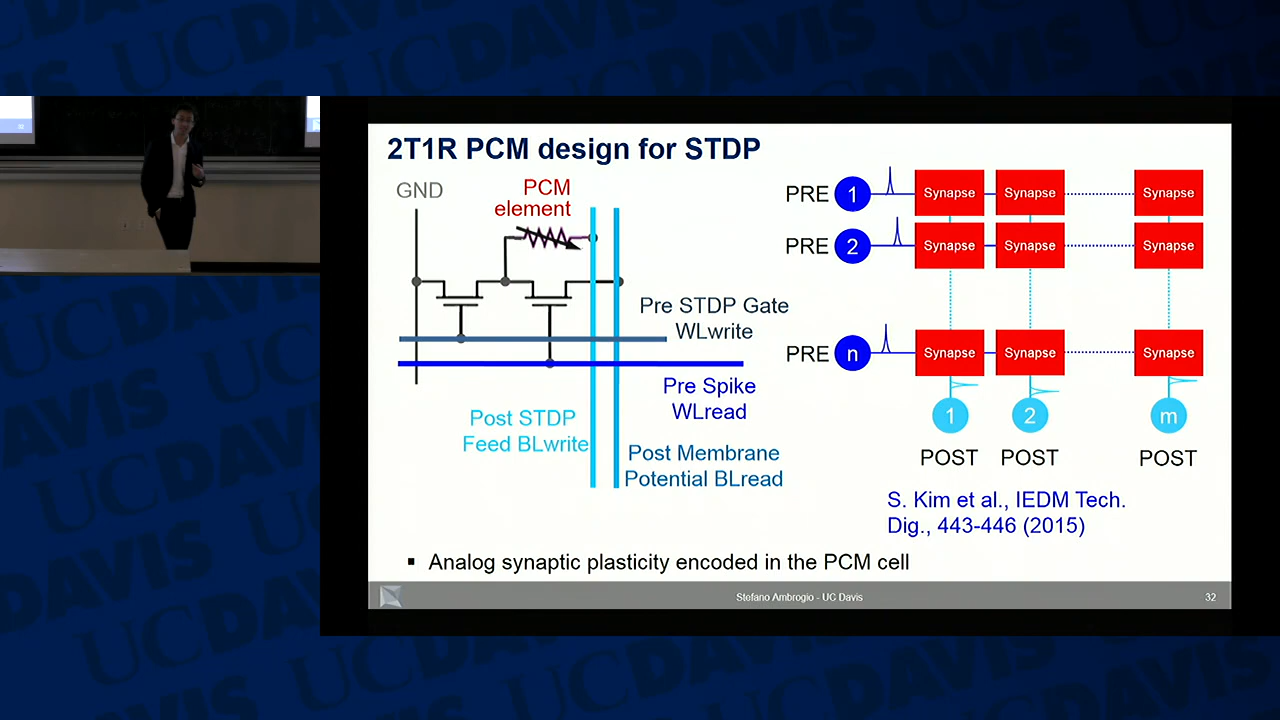 2T1R PCM design for STDP
GND
PCM
element
Pre STDP Gate
WLwrite
Pre Spike
WLread
Post STDP
Feed BLwrite
Post Membrane
Potential BLread
PRE 1 Synapse Synapse Synapse
PRE 2 Synapse Synapse Synapse
PRE n Synapse Synapse Synapse
1 2 m
POST POST POST
S. Kim et al., IEDM Tech.
Dig., 443-446 (2015)
▪ Analog synaptic plasticity encoded in the PCM cell
Stefano Ambrogio - UC Davis
32
UCDAVIS